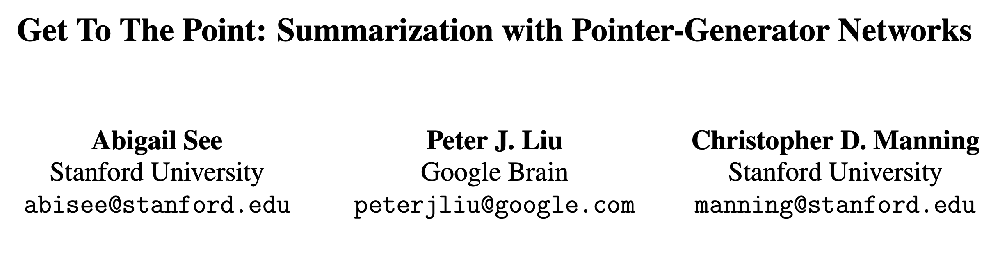 Get To The Point: Summarization with Pointer-Generator Networks
Abigail See
Stanford University
abisee@stanford.edu
Peter J. Liu
Google Brain
peterjliu@google.com
Christopher D. Manning
Stanford University
manning@stanford.edu